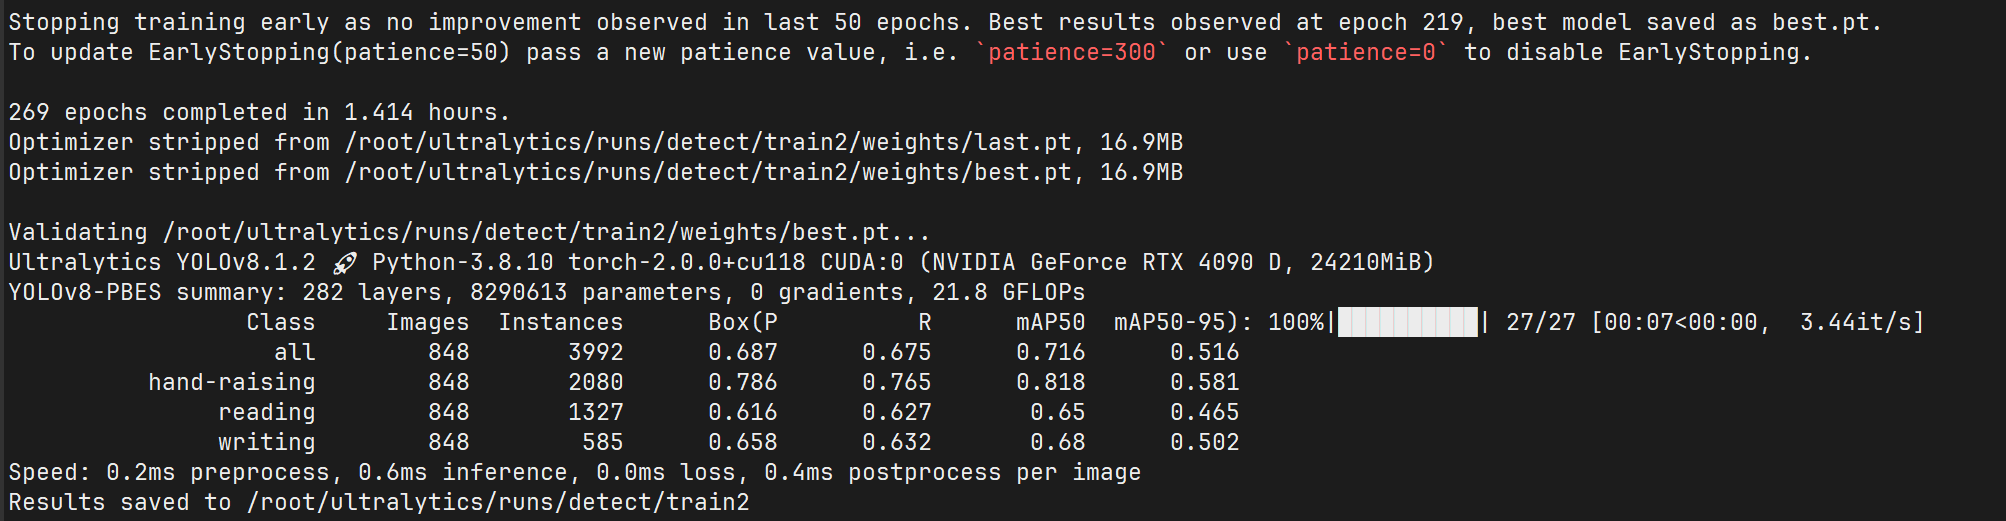 Stopping training early as no improvement observed in last 50 epochs. Best results observed at epoch 219, best model saved as best.pt.
To update EarlyStopping(patience=50) pass a new patience value, i.e. `patience=300` or use `patience=0` to disable EarlyStopping.
269 epochs completed in 1.414 hours.
Optimizer stripped from /root/ultralytics/runs/detect/train2/weights/last.pt, 16.9MB
Optimizer stripped from /root/ultralytics/runs/detect/train2/weights/best.pt, 16.9MB
Validating /root/ultralytics/runs/detect/train2/weights/best.pt...
Ultralytics YOLOv8.1.2 🚀 Python-3.8.10 torch-2.0.0+cu118 CUDA:0 (NVIDIA GeForce RTX 4090 D, 24210MiB)
YOLOv8-PBES summary: 282 layers, 8290613 parameters, 0 gradients, 21.8 GFLOPs
Class Images Instances Box(P R mAP50 mAP50-95): 100%|██████████| 27/27 [00:07<00:00, 3.44it/s]
all 848 3992 0.687 0.675 0.716 0.516
hand-raising 848 2080 0.786 0.765 0.818 0.581
reading 848 1327 0.616 0.627 0.65 0.465
writing 848 585 0.658 0.632 0.68 0.502
Speed: 0.2ms preprocess, 0.6ms inference, 0.0ms loss, 0.4ms postprocess per image
Results saved to /root/ultralytics/runs/detect/train2